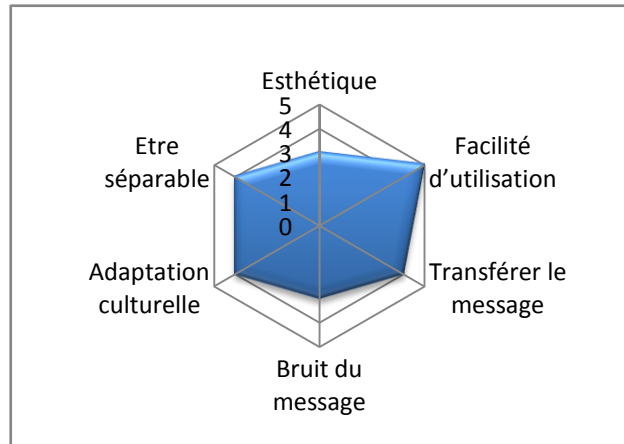 Esthétique
5
4
3
2
1
0
Facilité
d’utilisation
Transférer le
message
Bruit du
message
Adaptation
culturelle
Etre
séparable